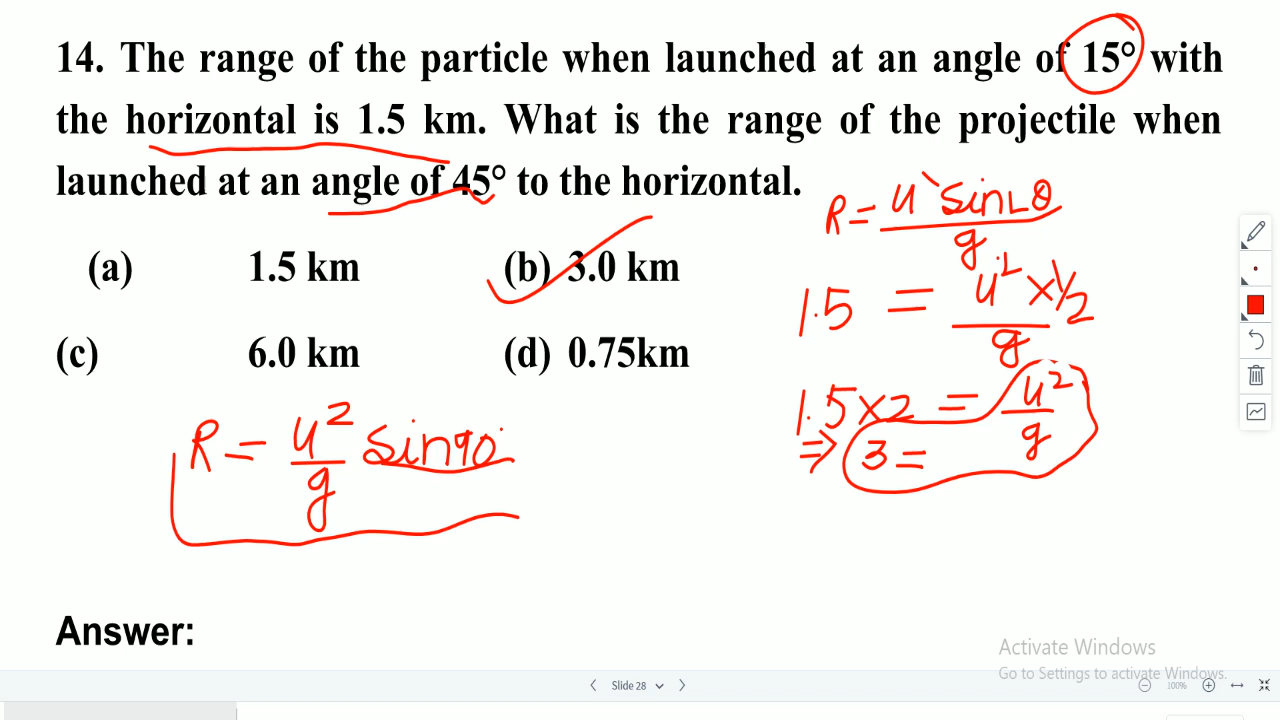 14. The range of the particle when launched at an angle of 15° with
the horizontal is 1.5 km. What is the range of the projectile when
launched at an angle of 45° to the horizontal.
R = u² sin2θ / g
(a) 1.5 km (b) 3.0 km
1.5 = u² × 1/2 / g
(c) 6.0 km (d) 0.75km
1.5×2 = u²/g
⇒ 3 =
R = u²/g sin90°
Answer:
Activate Windows
Go to Settings to activate Windows.
Slide 28
100%